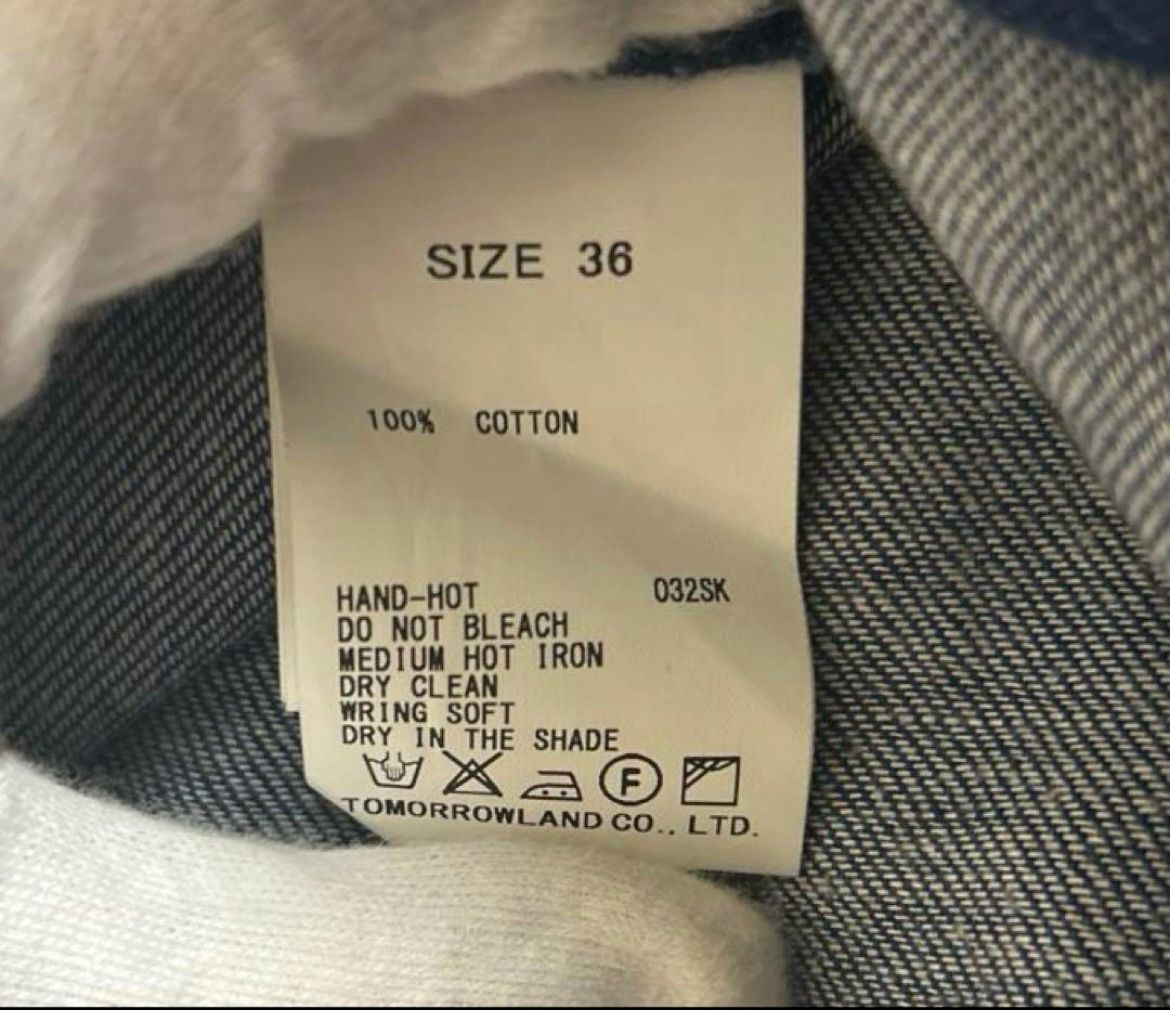 SIZE 36
100% COTTON
HAND-HOT 032SK
DO NOT BLEACH
MEDIUM HOT IRON
DRY CLEAN
WRING SOFT
DRY IN THE SHADE
F
TOMORROWLAND CO., LTD.